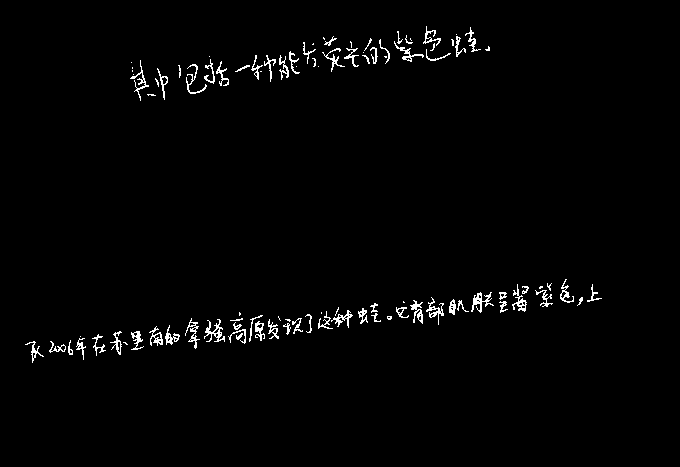 其中包括一种能发荧光的紫色蛙。
于2006年在苏里南的拿骚高原发现了这种蛙。它背部肌肤呈酱紫色,上